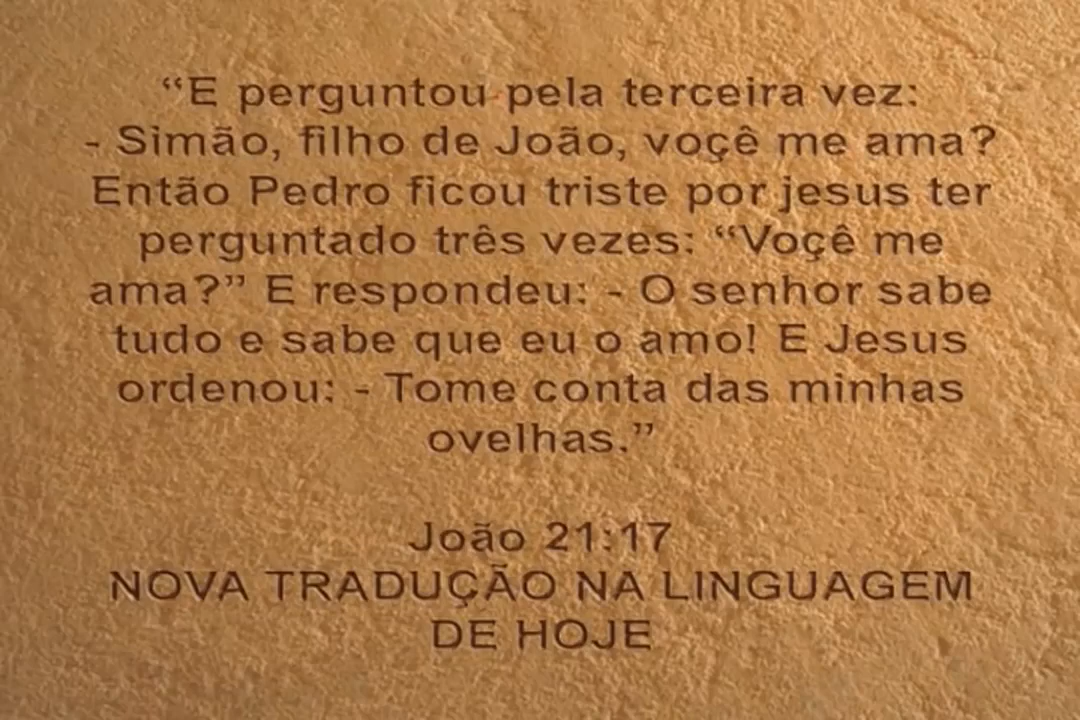 “E perguntou pela terceira vez:
- Simão, filho de João, voçê me ama?
Então Pedro ficou triste por jesus ter
perguntado três vezes: “Voçê me
ama?” E respondeu: - O senhor sabe
tudo e sabe que eu o amo! E Jesus
ordenou: - Tome conta das minhas
ovelhas.”
João 21:17
NOVA TRADUÇÃO NA LINGUAGEM
DE HOJE